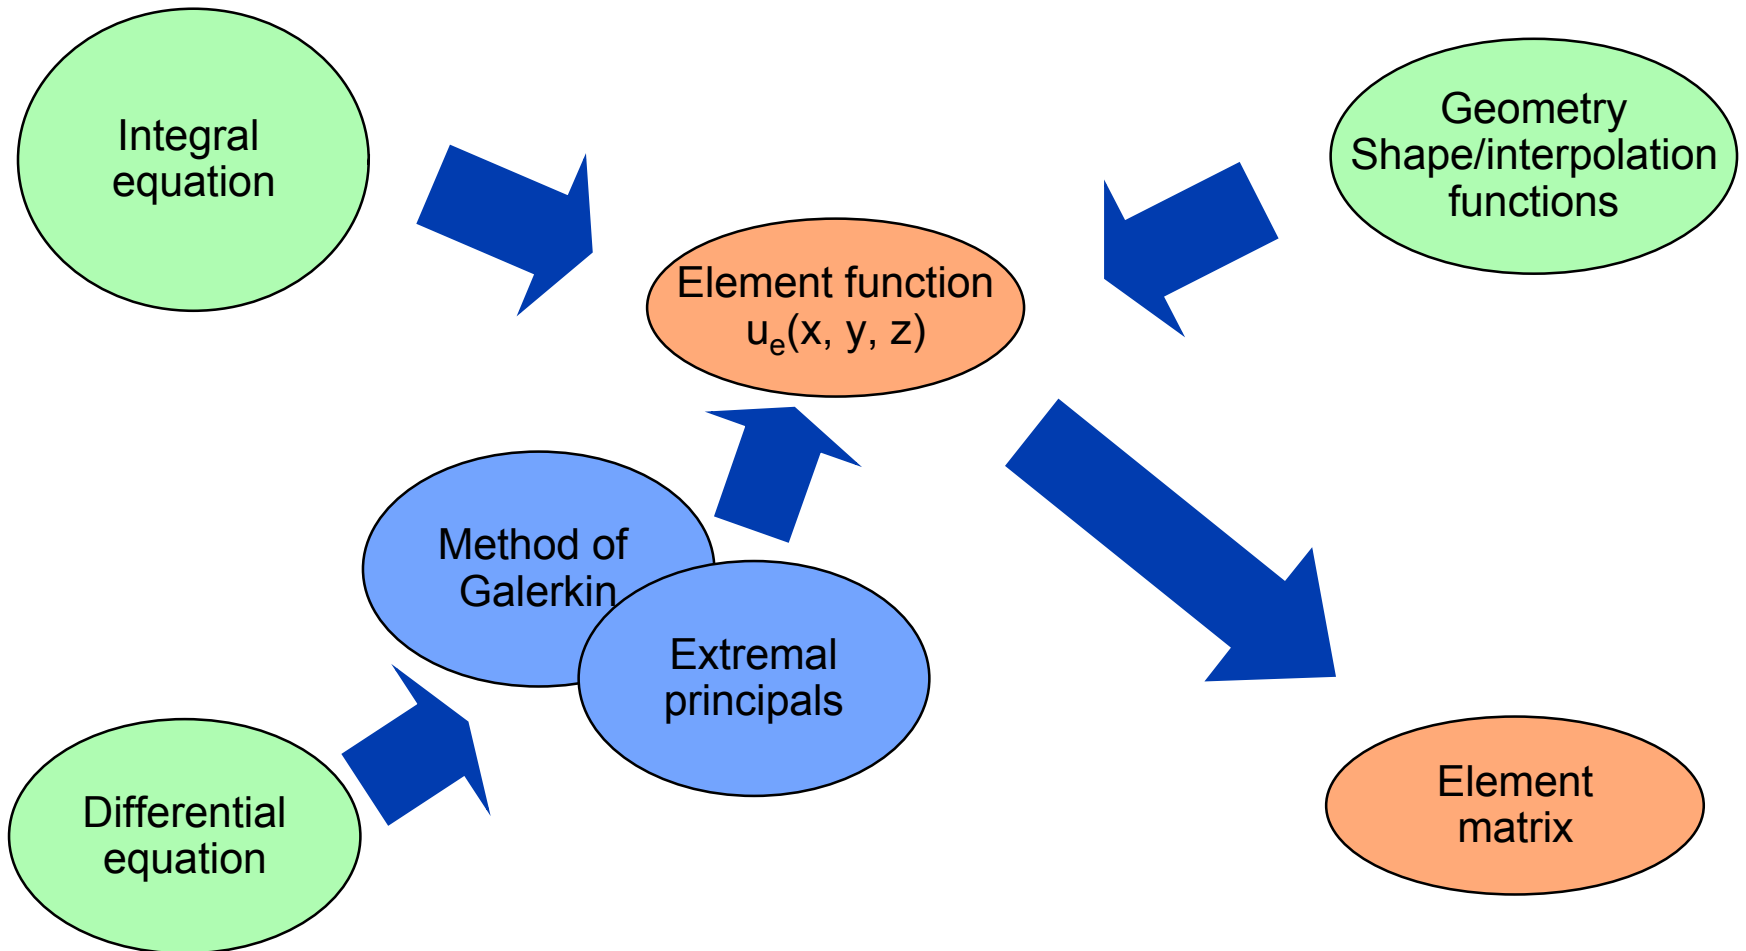 Integral
equation
Geometry
Shape/interpolation
functions
Element function
uₑ(x, y, z)
Method of
Galerkin
Extremal
principals
Differential
equation
Element
matrix